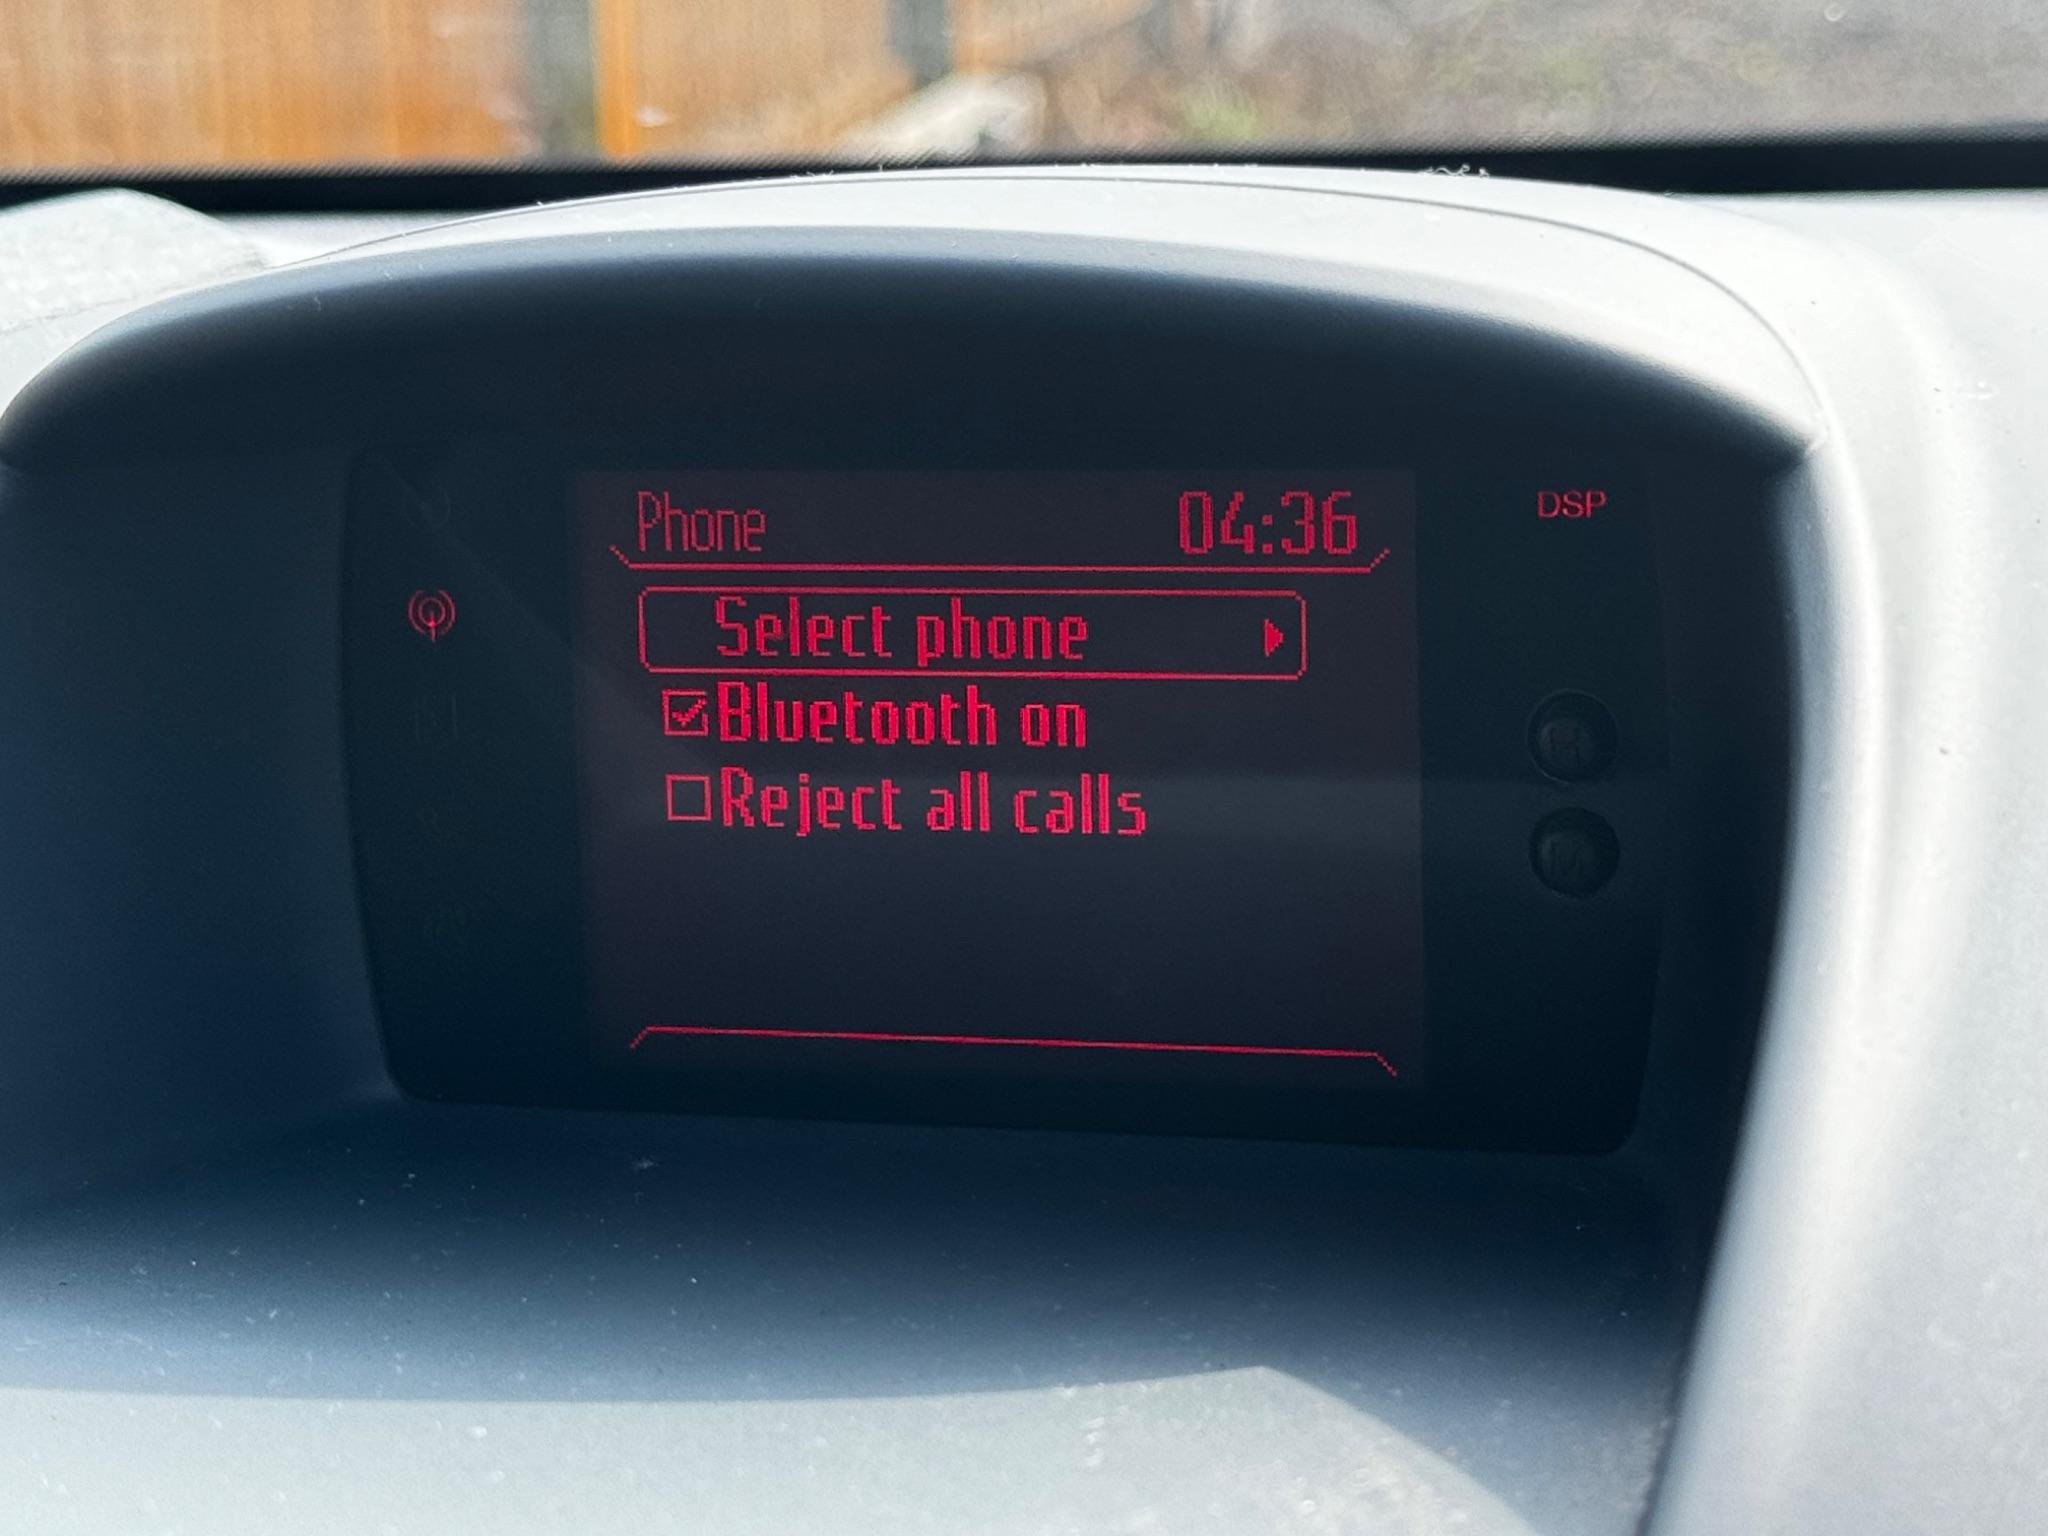 Phone 04:36
DSP
Select phone
Bluetooth on
Reject all calls
H
M